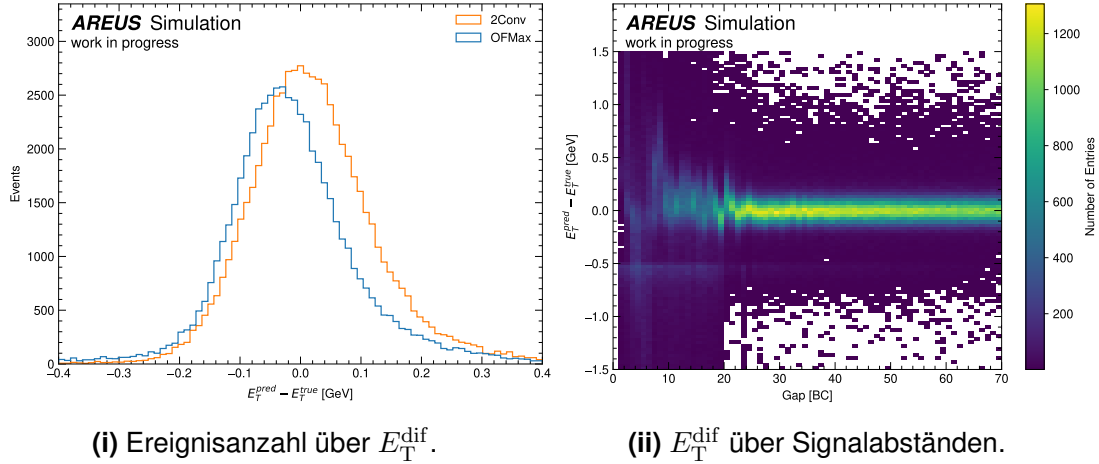 AREUS Simulation
work in progress
2Conv
OFMax
3000
2500
2000
1500
1000
500
0
Events
−0.4 −0.3 −0.2 −0.1 0.0 0.1 0.2 0.3 0.4
E_T^{pred} − E_T^{true} [GeV]
(i) Ereignisanzahl über E_T^{dif}.
AREUS Simulation
work in progress
1.5
1.0
0.5
0.0
−0.5
−1.0
−1.5
E_T^{pred} − E_T^{true} [GeV]
0 10 20 30 40 50 60 70
Gap [BC]
1200
1000
800
600
400
200
Number of Entries
(ii) E_T^{dif} über Signalabständen.